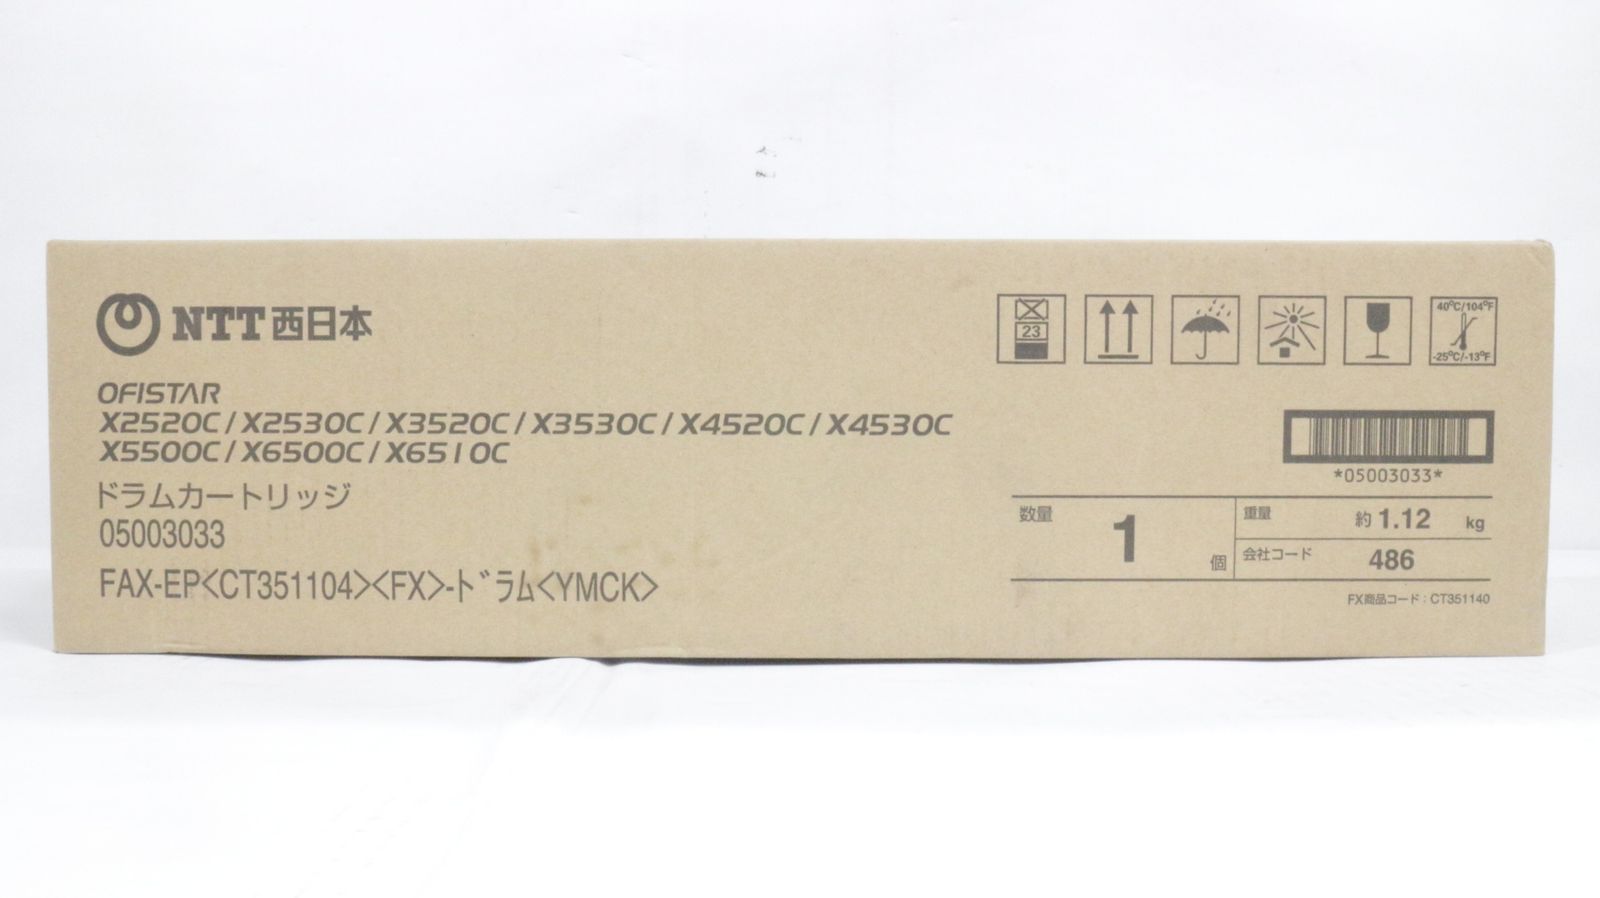 NTT西日本
OFISTAR
X2520C/X2530C/X3520C/X3530C/X4520C/X4530C
X5500C/X6500C/X6510C
ドラムカートリッジ
05003033
FAX-EP<CT351104><FX>-ドラム<YMCK>
23
40°C/104°F
-25°C/-13°F
*05003033*
数量 1 個
重量 約 1.12 kg
会社コード 486
FX商品コード:CT351140